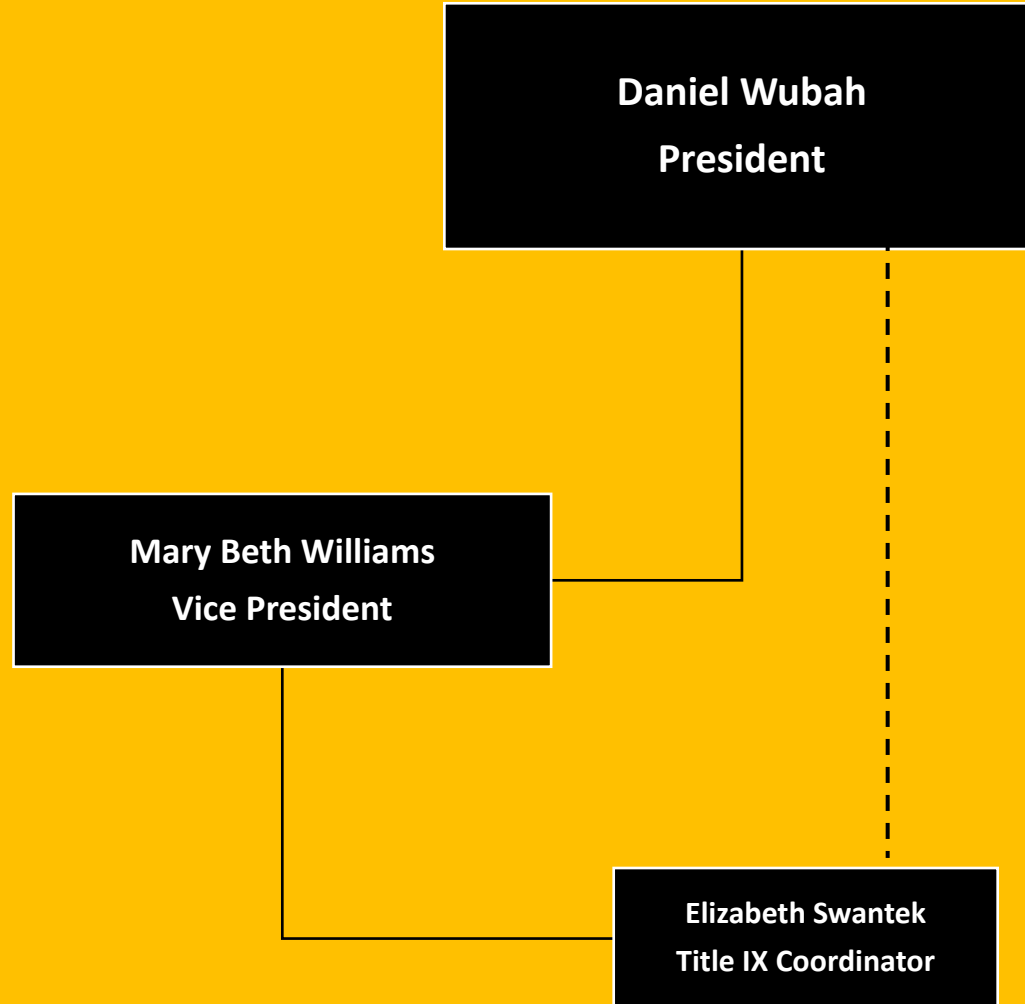 Daniel Wubah
President
Mary Beth Williams
Vice President
Elizabeth Swantek
Title IX Coordinator